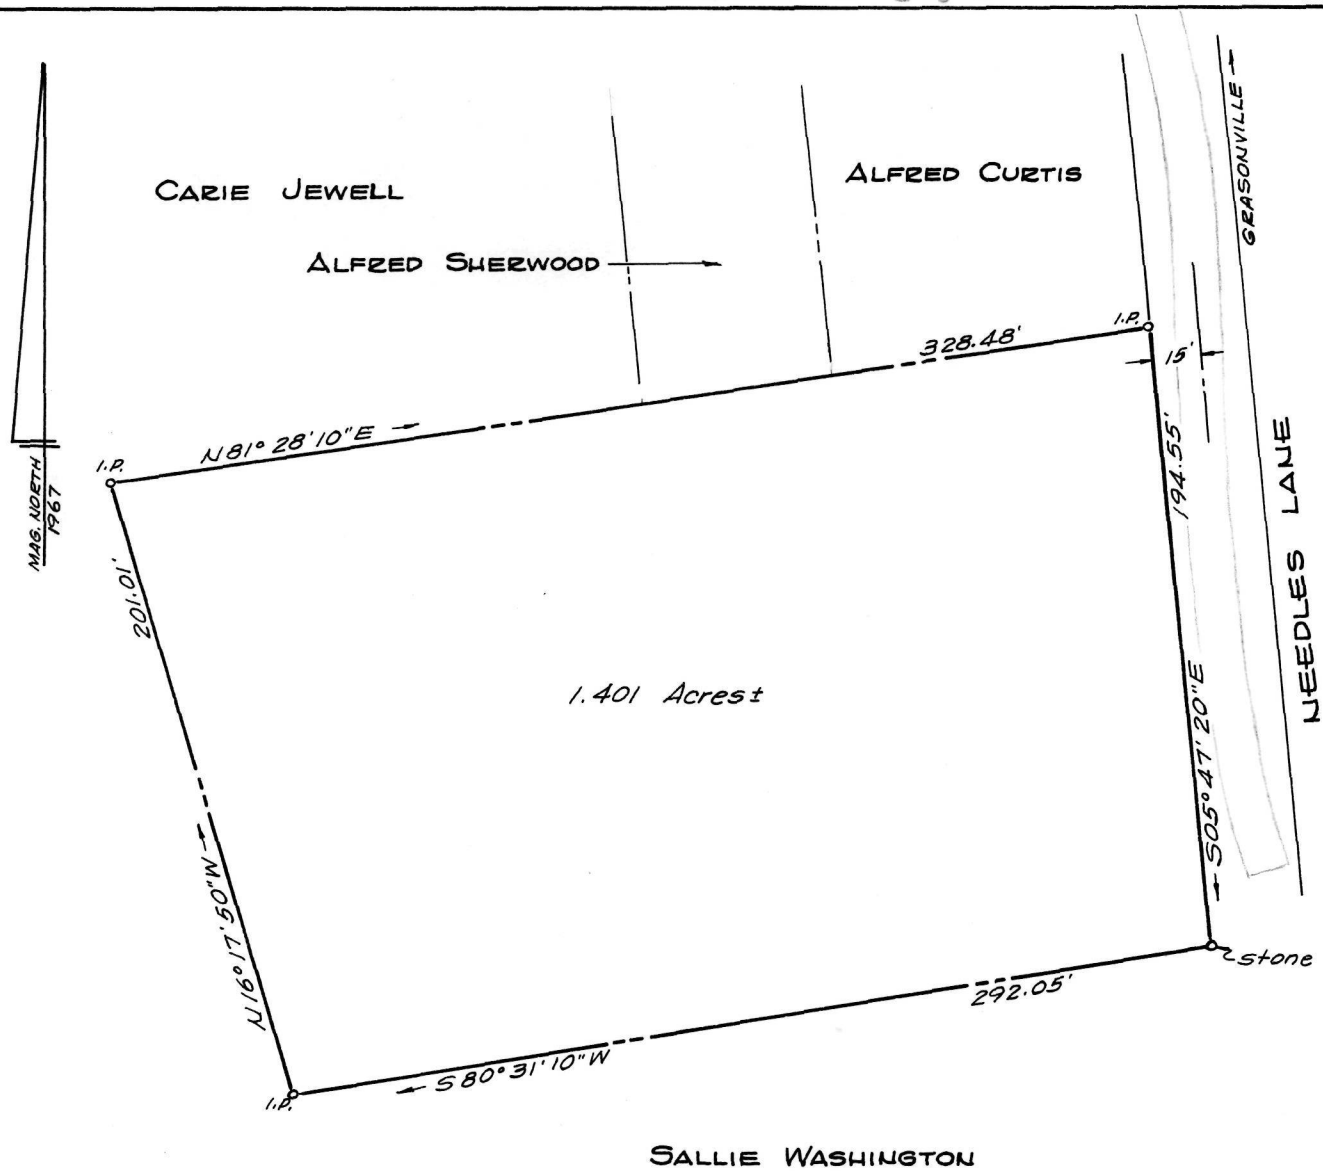 CARIE JEWELL
ALFRED SHERWOOD
ALFRED CURTIS
GRASONVILLE
I.P.
328.48'
15'
N81° 28' 10"E
I.P.
MAG. NORTH
1967
194.55'
NEEDLES LANE
201.01'
1.401 Acres±
S05° 47' 20"E
N16° 17' 50"W
stone
292.05'
S80° 31' 10"W
I.P.
SALLIE WASHINGTON